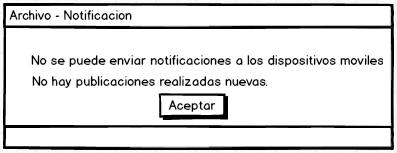 Archivo - Notificacion
No se puede enviar notificaciones a los dispositivos moviles
No hay publicaciones realizadas nuevas.
Aceptar